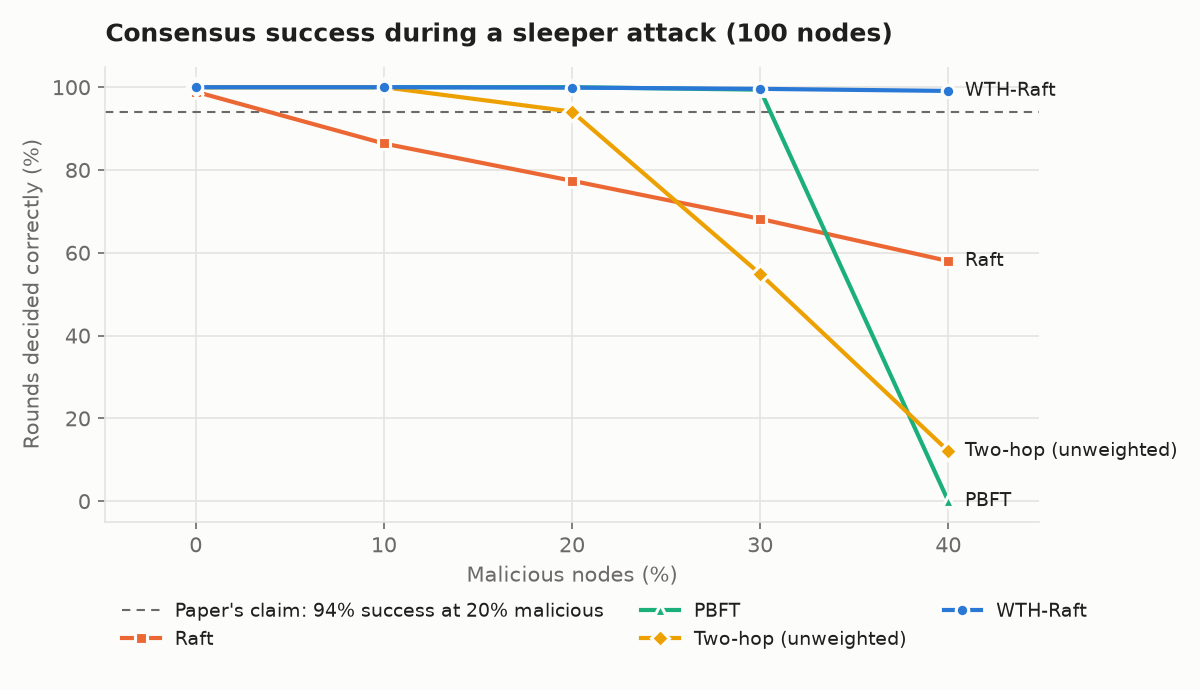 Consensus success during a sleeper attack (100 nodes)
Rounds decided correctly (%)
100
80
60
40
20
0
WTH-Raft
Raft
Two-hop (unweighted)
PBFT
0 10 20 30 40
Malicious nodes (%)
Paper's claim: 94% success at 20% malicious PBFT WTH-Raft
Raft Two-hop (unweighted)